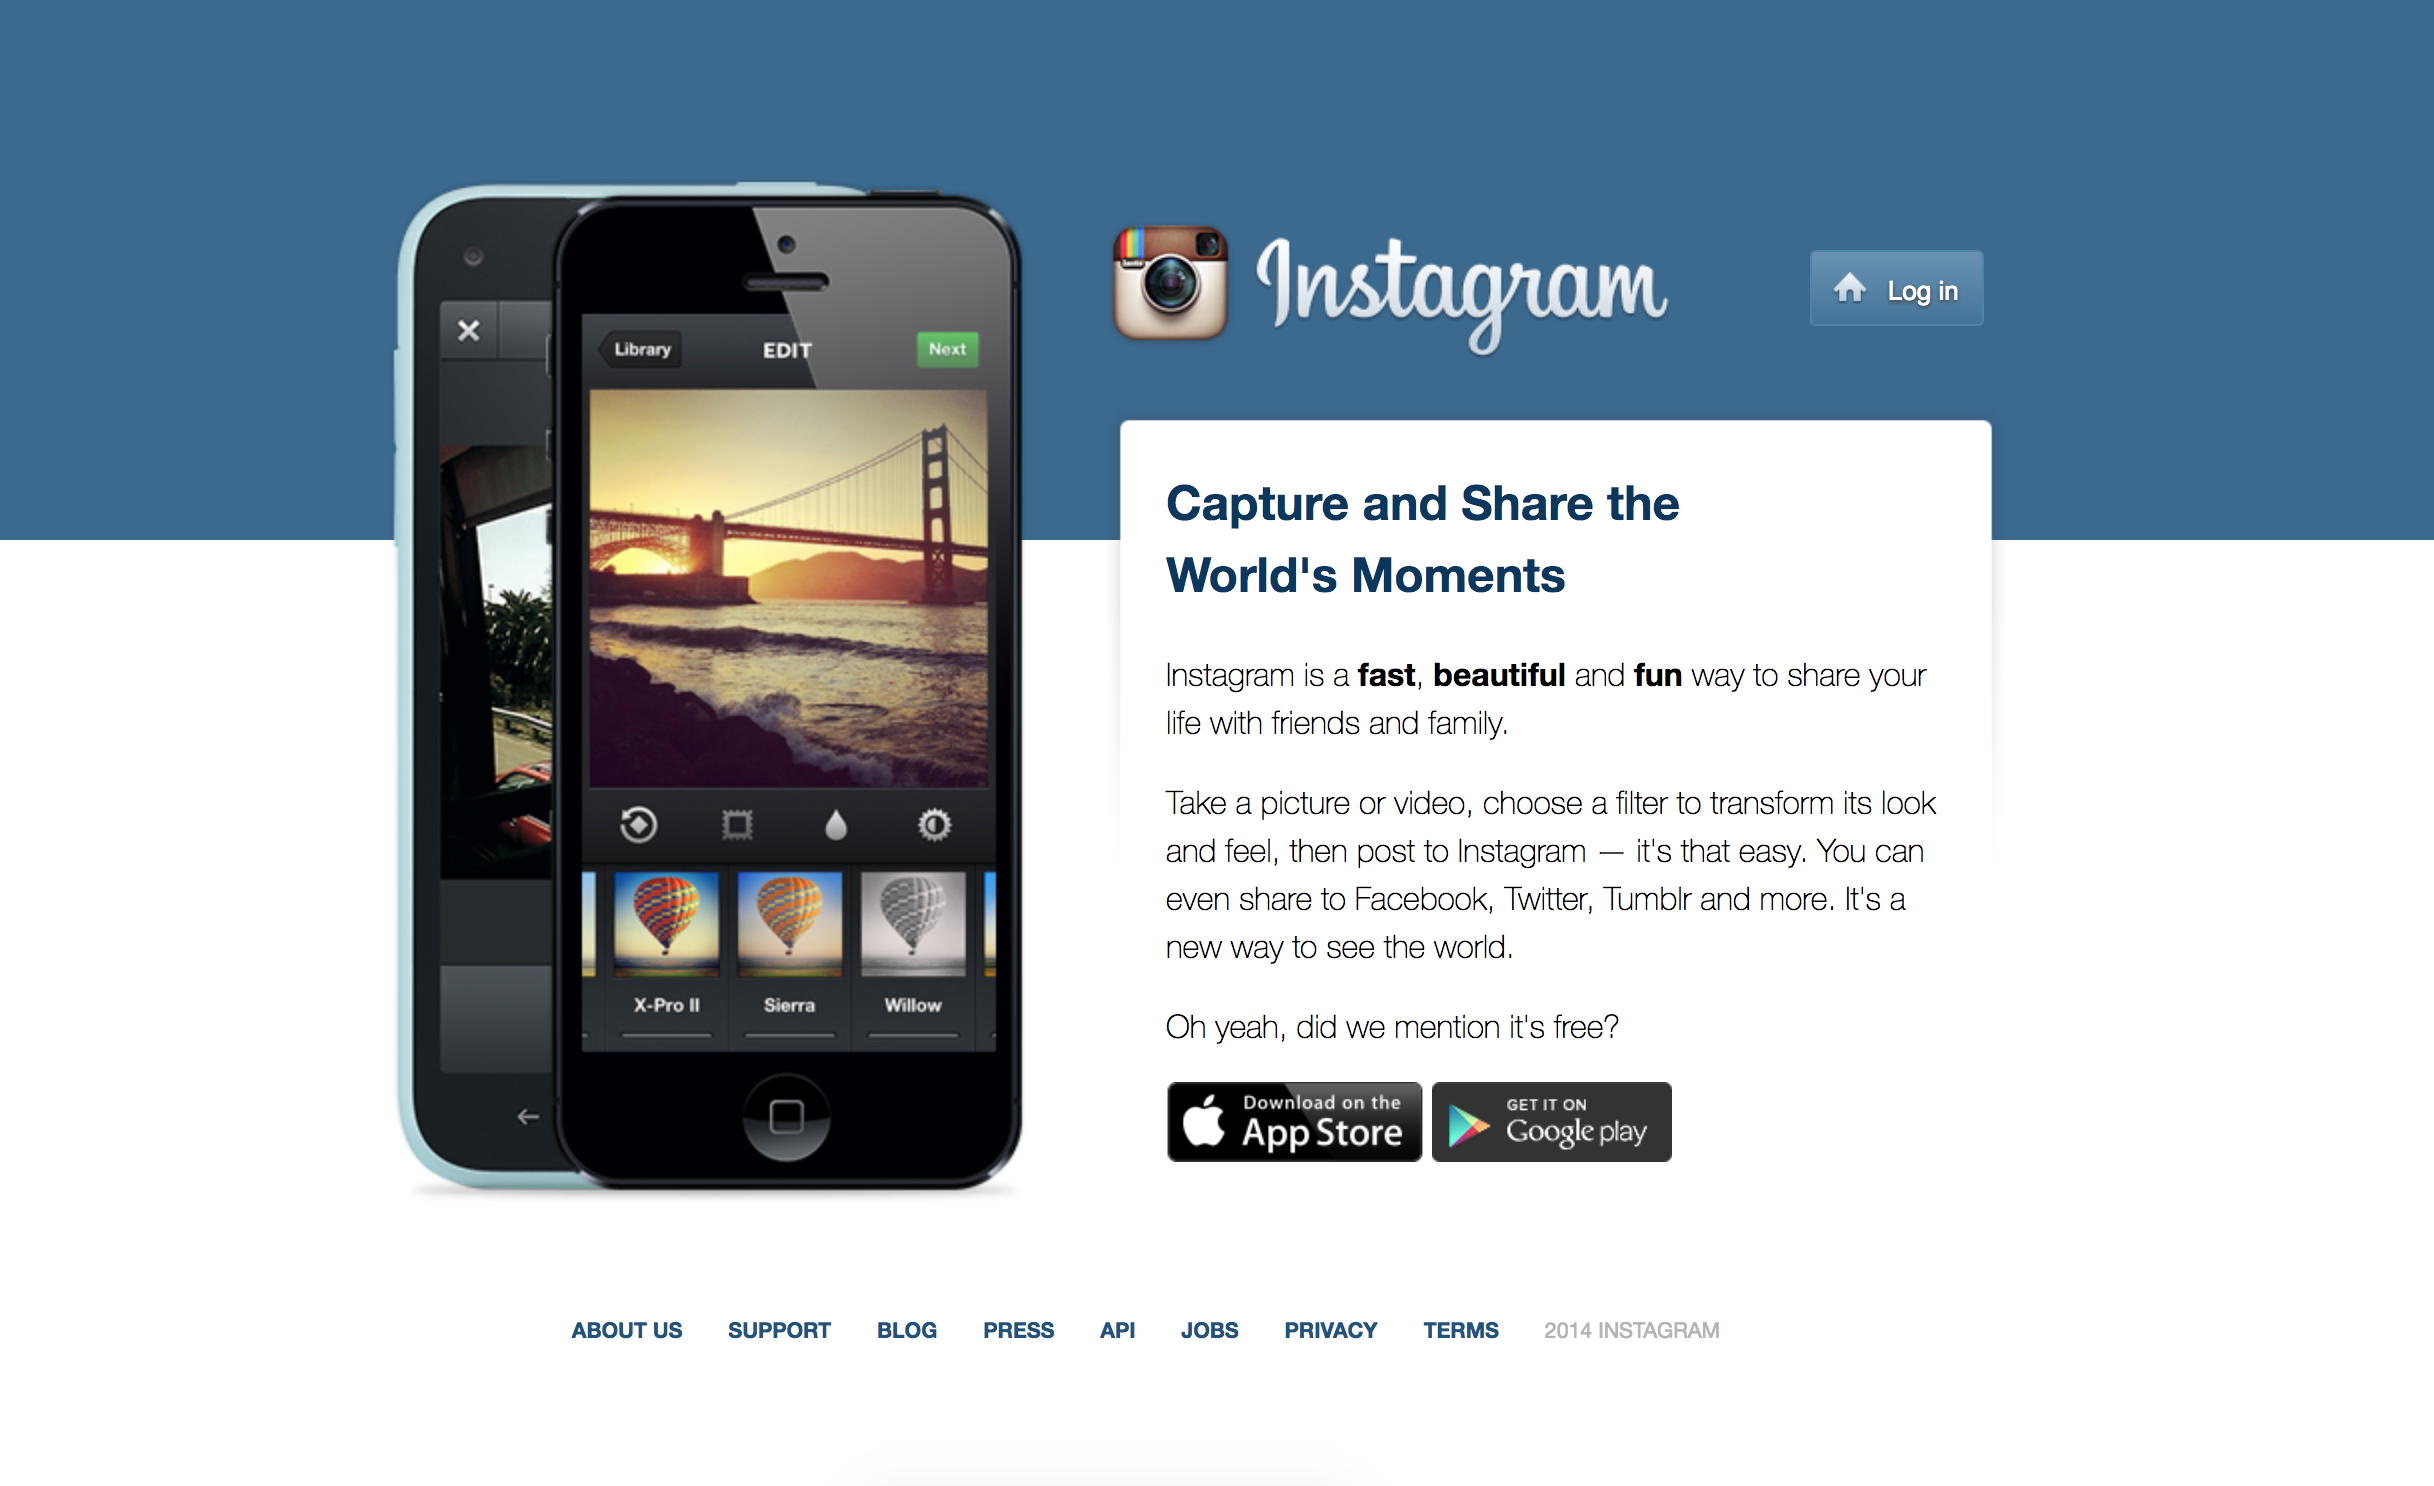 Instagram
Log in
Library
EDIT
Next
X-Pro II
Sierra
Willow
Capture and Share the
World's Moments
Instagram is a fast, beautiful and fun way to share your
life with friends and family.
Take a picture or video, choose a filter to transform its look
and feel, then post to Instagram — it's that easy. You can
even share to Facebook, Twitter, Tumblr and more. It's a
new way to see the world.
Oh yeah, did we mention it's free?
Download on the
App Store
GET IT ON
Google play
ABOUT US SUPPORT BLOG PRESS API JOBS PRIVACY TERMS 2014 INSTAGRAM